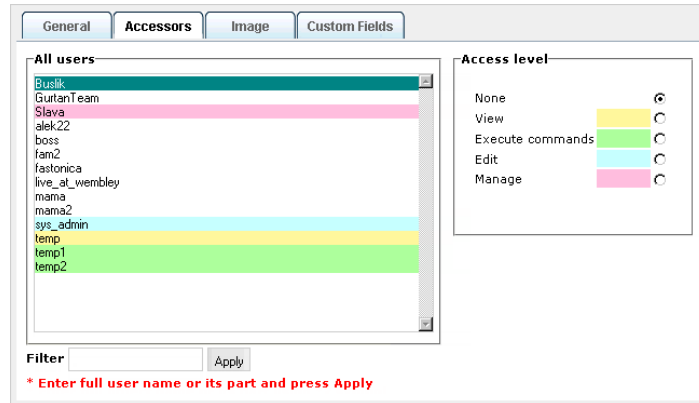 General Accessors Image Custom Fields
All users
Buslik
GurtanTeam
Slava
alek22
boss
fam2
fastonica
live_at_wembley
mama
mama2
sys_admin
temp
temp1
temp2
Access level
None
View
Execute commands
Edit
Manage
Filter Apply
* Enter full user name or its part and press Apply